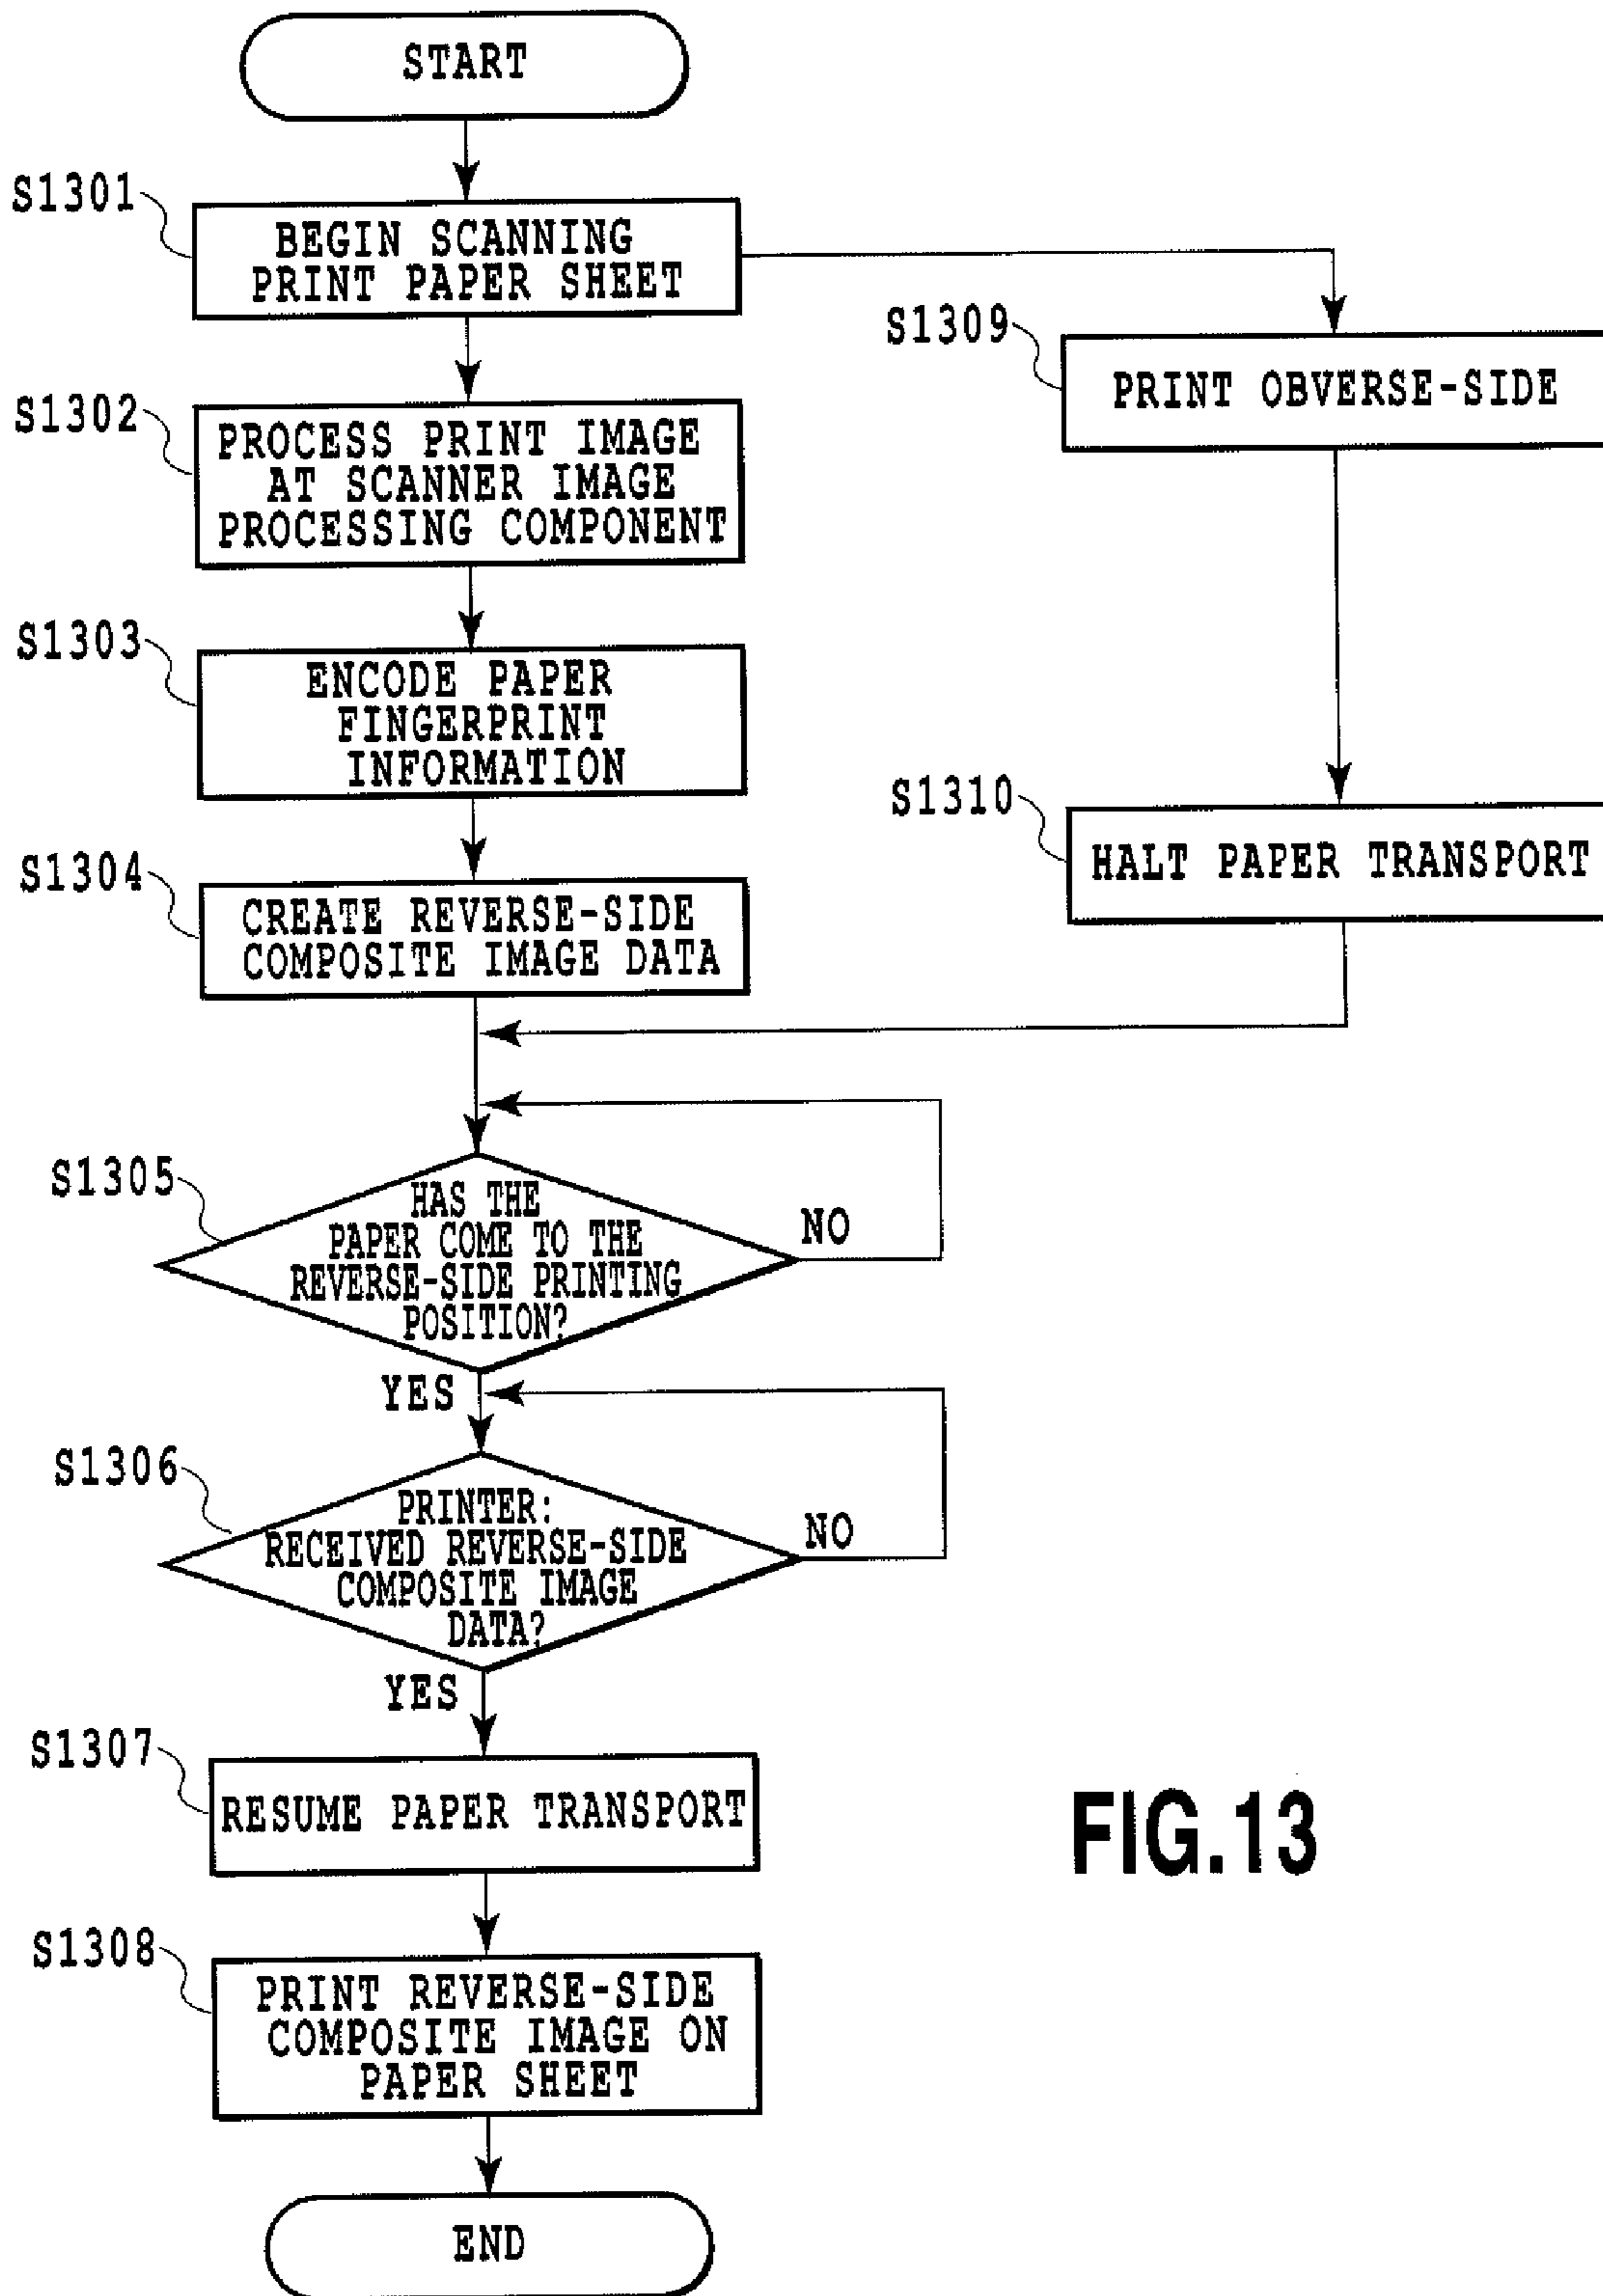 START
S1301
BEGIN SCANNING
PRINT PAPER SHEET
S1309
PRINT OBVERSE-SIDE
S1302
PROCESS PRINT IMAGE
AT SCANNER IMAGE
PROCESSING COMPONENT
S1303
ENCODE PAPER
FINGERPRINT
INFORMATION
S1310
HALT PAPER TRANSPORT
S1304
CREATE REVERSE-SIDE
COMPOSITE IMAGE DATA
S1305
HAS THE
PAPER COME TO THE
REVERSE-SIDE PRINTING
POSITION?
NO
YES
S1306
PRINTER:
RECEIVED REVERSE-SIDE
COMPOSITE IMAGE
DATA?
NO
YES
S1307
RESUME PAPER TRANSPORT
FIG.13
S1308
PRINT REVERSE-SIDE
COMPOSITE IMAGE ON
PAPER SHEET
END